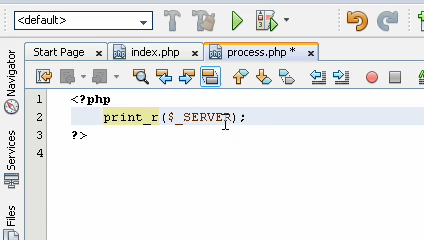 <default>
Start Page index.php process.php *
Navigator
Services
Files
1 <?php
2 print_r($_SERVER);
3 ?>
4